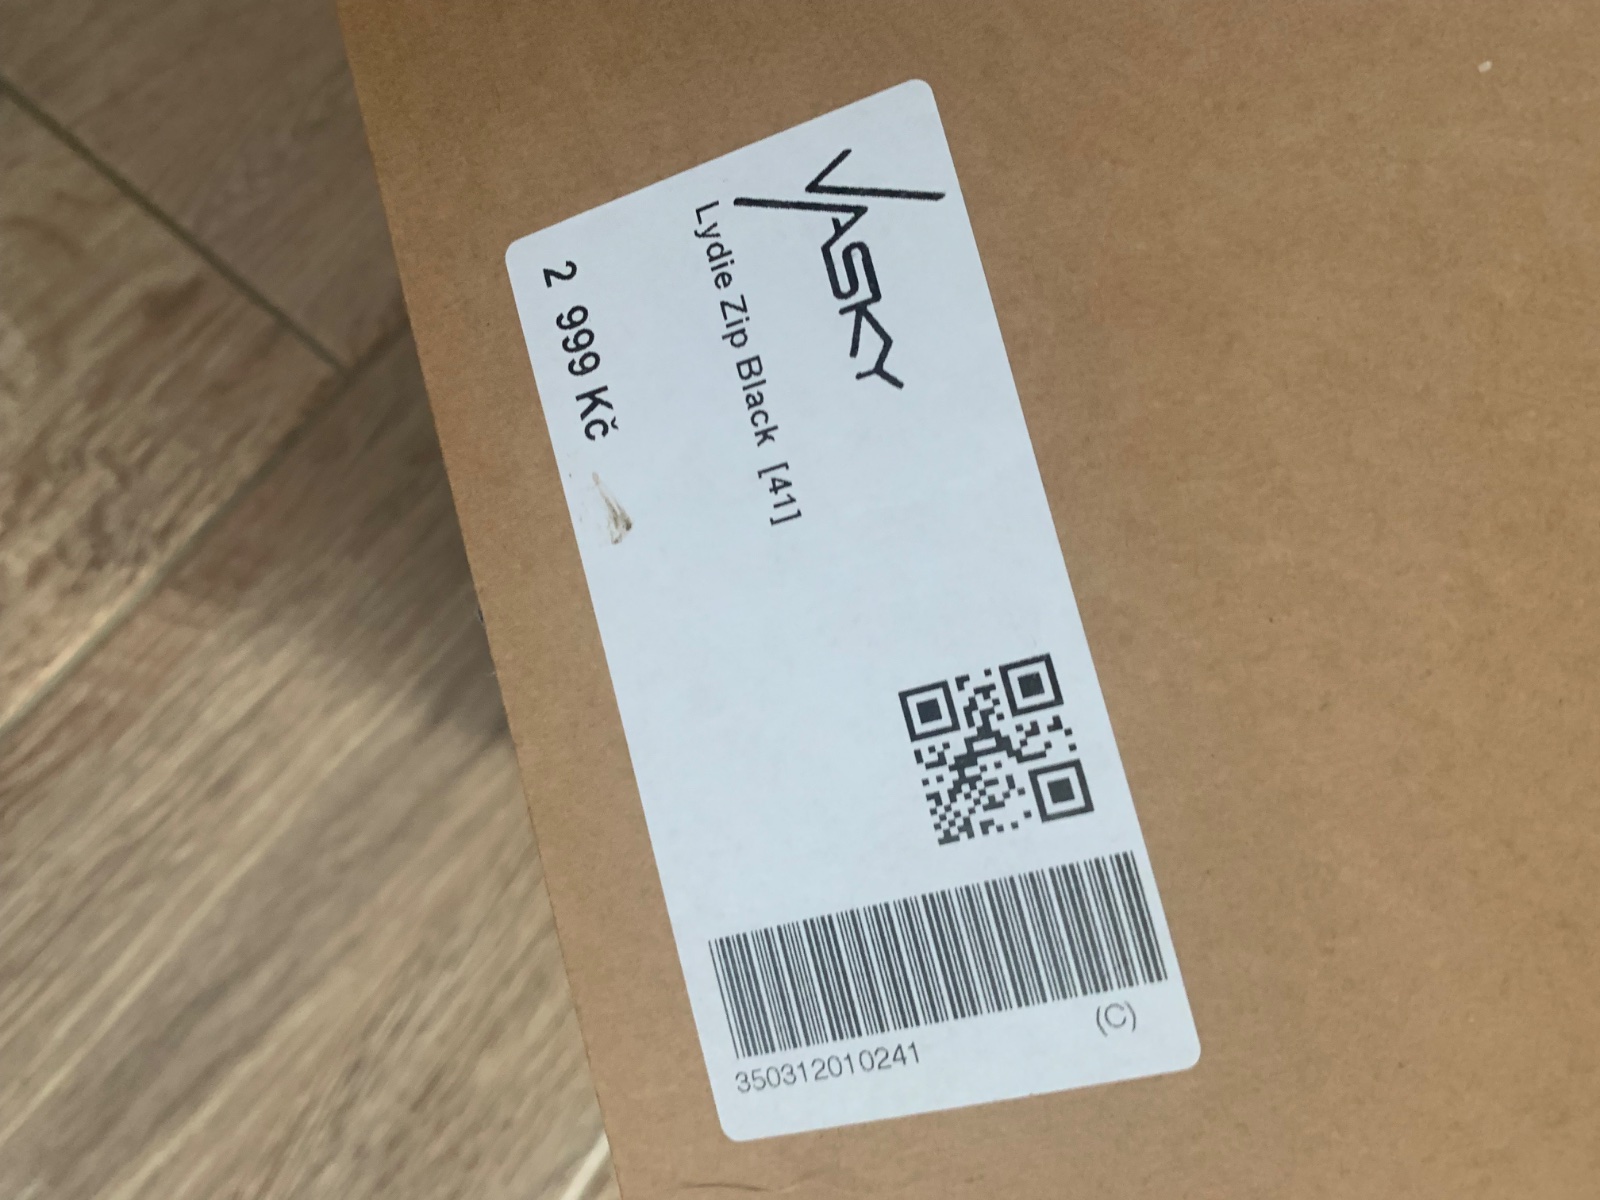 VASKY
Lydie Zip Black [41]
2 999 Kč
350312010241
(C)